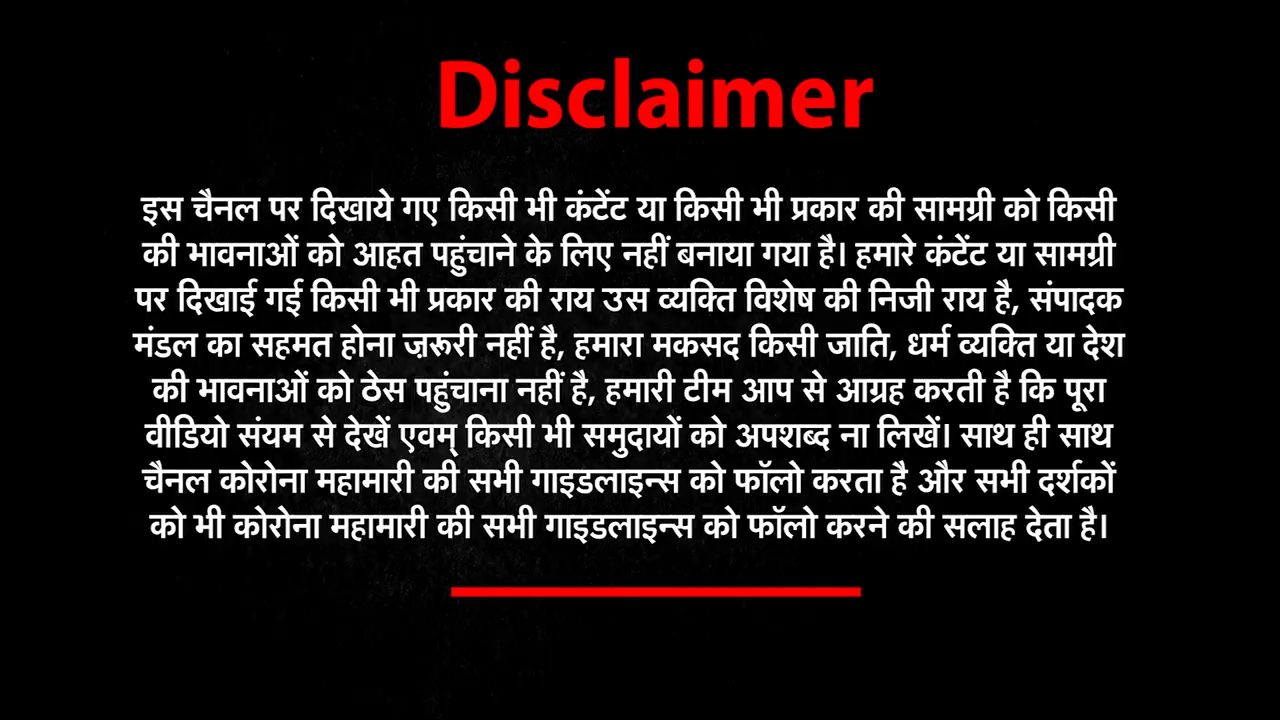 Disclaimer
इस चैनल पर दिखाये गए किसी भी कंटेंट या किसी भी प्रकार की सामग्री को किसी
की भावनाओं को आहत पहुंचाने के लिए नहीं बनाया गया है। हमारे कंटेंट या सामग्री
पर दिखाई गई किसी भी प्रकार की राय उस व्यक्ति विशेष की निजी राय है, संपादक
मंडल का सहमत होना ज़रूरी नहीं है, हमारा मकसद किसी जाति, धर्म व्यक्ति या देश
की भावनाओं को ठेस पहुंचाना नहीं है, हमारी टीम आप से आग्रह करती है कि पूरा
वीडियो संयम से देखें एवम् किसी भी समुदायों को अपशब्द ना लिखें। साथ ही साथ
चैनल कोरोना महामारी की सभी गाइडलाइन्स को फॉलो करता है और सभी दर्शकों
को भी कोरोना महामारी की सभी गाइडलाइन्स को फॉलो करने की सलाह देता है।